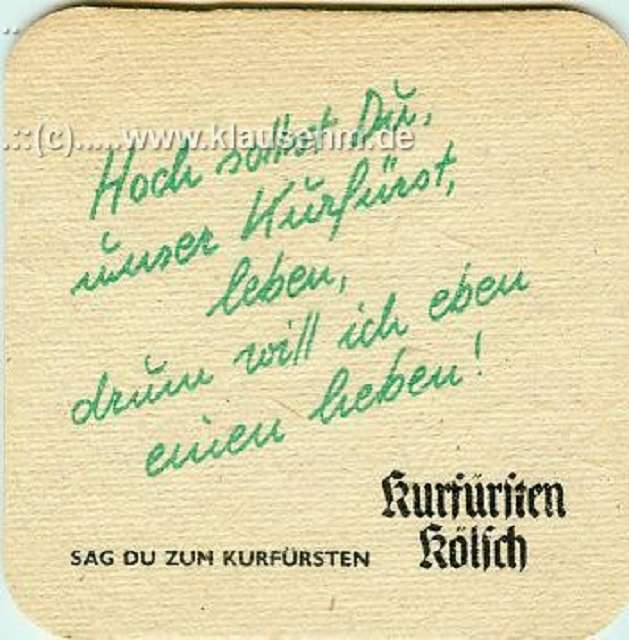 ..
.::(c).....www.klausehm.de
Hoch sollst Du,
unser Kurfürst,
leben,
drum will ich eben
einen heben!
Kurfürsten
Kölsch
SAG DU ZUM KURFÜRSTEN